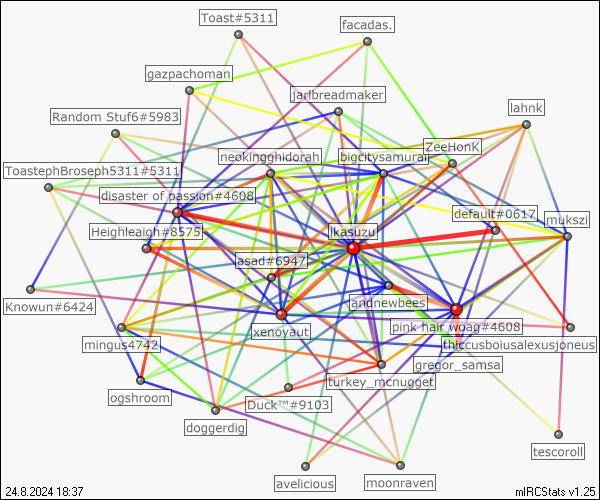 Toast#5311
facadas.
gazpachoman
jarlbreadmaker
lahnk
Random Stuf6#5983
ZeeHonK
neokingghidorah
bigcitysamurai
ToastephBroseph5311#5311
disaster of passion#4608
default#0617
mukszi
Heighleaigh#8575
ikasuzu
asad#6947
Knowun#6424
andnewbees
xenoyaut
pink hair woag#4608
mingus4742
thiccusboiusalexusjoneus
gregor_samsa
turkey_mcnugget
ogshroom
Duck™#9103
doggerdig
tescoroll
avelicious
moonraven
24.8.2024 18:37
mIRCStats v1.25